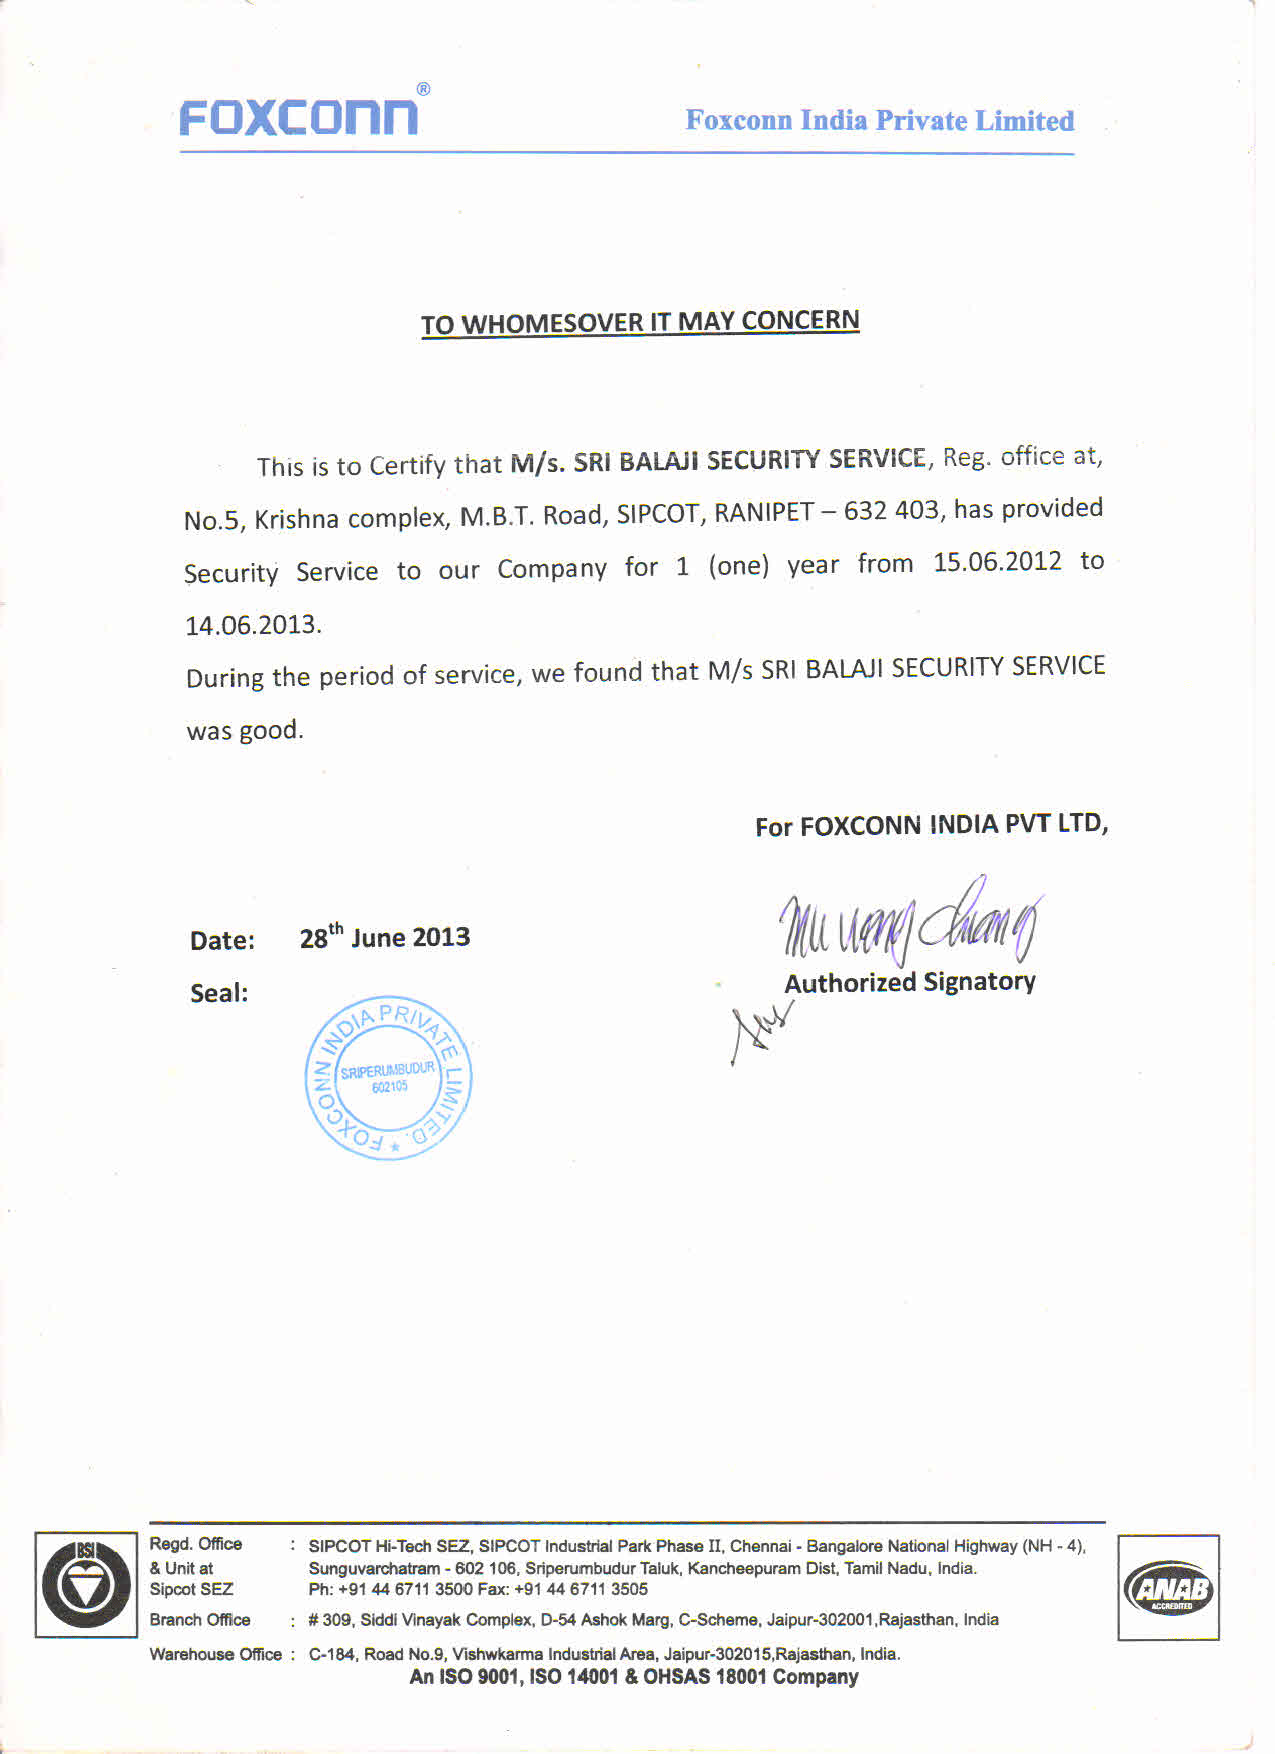 FOXCONN®
Foxconn India Private Limited
TO WHOMESOVER IT MAY CONCERN
This is to Certify that M/s. SRI BALAJI SECURITY SERVICE, Reg. office at,
No.5, Krishna complex, M.B.T. Road, SIPCOT, RANIPET – 632 403, has provided
Security Service to our Company for 1 (one) year from 15.06.2012 to
14.06.2013.
During the period of service, we found that M/s SRI BALAJI SECURITY SERVICE
was good.
For FOXCONN INDIA PVT LTD,
Date: 28th June 2013
Authorized Signatory
Seal:
FOXCONN INDIA PRIVATE LIMITED.
SRIPERUMBUDUR
602105
BSI
Regd. Office : SIPCOT Hi-Tech SEZ, SIPCOT Industrial Park Phase II, Chennai - Bangalore National Highway (NH - 4),
& Unit at Sunguvarchatram - 602 106, Sriperumbudur Taluk, Kancheepuram Dist, Tamil Nadu, India.
Sipcot SEZ Ph: +91 44 6711 3500 Fax: +91 44 6711 3505
Branch Office : # 309, Siddi Vinayak Complex, D-54 Ashok Marg, C-Scheme, Jaipur-302001,Rajasthan, India
Warehouse Office : C-184, Road No.9, Vishwkarma Industrial Area, Jaipur-302015,Rajasthan, India.
An ISO 9001, ISO 14001 & OHSAS 18001 Company
ANAB
ACCREDITED